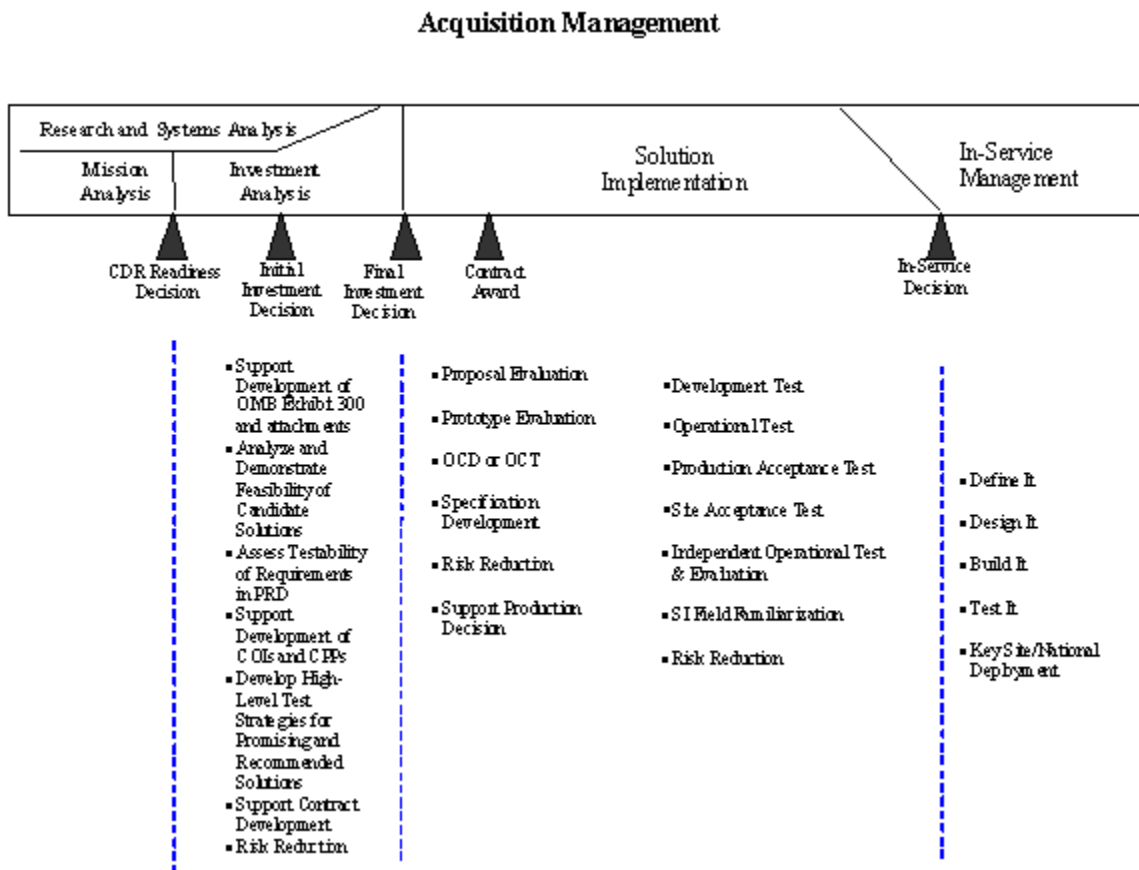 Acquisition Management
Research and Systems Analysis
Mission
Analysis
Investment
Analysis
Solution
Implementation
In-Service
Management
CDR Readiness
Decision
Initial
Investment
Decision
Final
Investment
Decision
Contract
Award
In-Service
Decision
▪Support
Development of
OMB Exhibit 300
and attachments
▪Analyze and
Demonstrate
Feasibility of
Candidate
Solutions
▪Assess Testability
of Requirements
in PRD
▪Support
Development of
COIs and CPPs
▪Develop High-
Level Test
Strategies for
Promising and
Recommended
Solutions
▪Support Contract
Development
▪Risk Reduction
▪Proposal Evaluation
▪Prototype Evaluation
▪OCD or OCT
▪Specification
Development
▪Risk Reduction
▪Support Production
Decision
▪Development Test
▪Operational Test
▪Production Acceptance Test
▪Site Acceptance Test
▪Independent Operational Test
& Evaluation
▪SI Field Familiarization
▪Risk Reduction
▪Define It
▪Design It
▪Build It
▪Test It
▪Key Site/National
Deployment